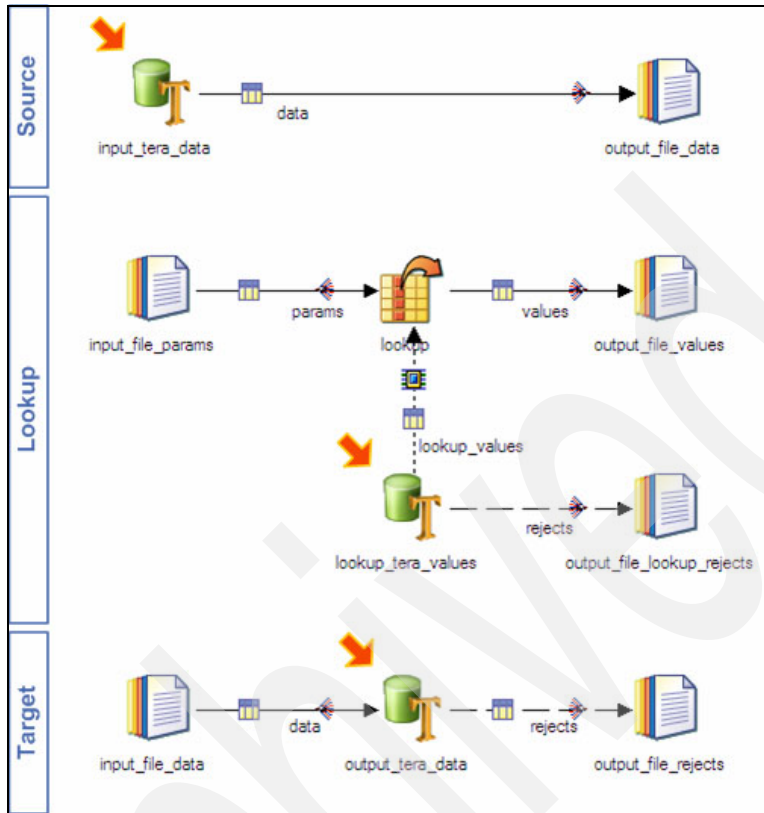 Source
input_tera_data
data
output_file_data
Lookup
input_file_params
params
lookup
values
output_file_values
lookup_values
lookup_tera_values
rejects
output_file_lookup_rejects
Target
input_file_data
data
output_tera_data
rejects
output_file_rejects